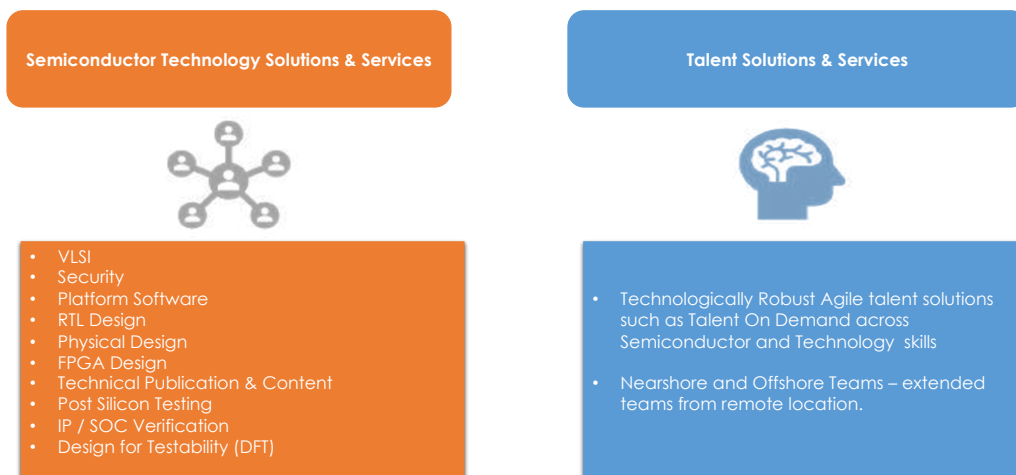 Semiconductor Technology Solutions & Services
Talent Solutions & Services
• VLSI
• Security
• Platform Software
• RTL Design
• Physical Design
• FPGA Design
• Technical Publication & Content
• Post Silicon Testing
• IP / SOC Verification
• Design for Testability (DFT)
• Technologically Robust Agile talent solutions
such as Talent On Demand across
Semiconductor and Technology skills
• Nearshore and Offshore Teams – extended
teams from remote location.